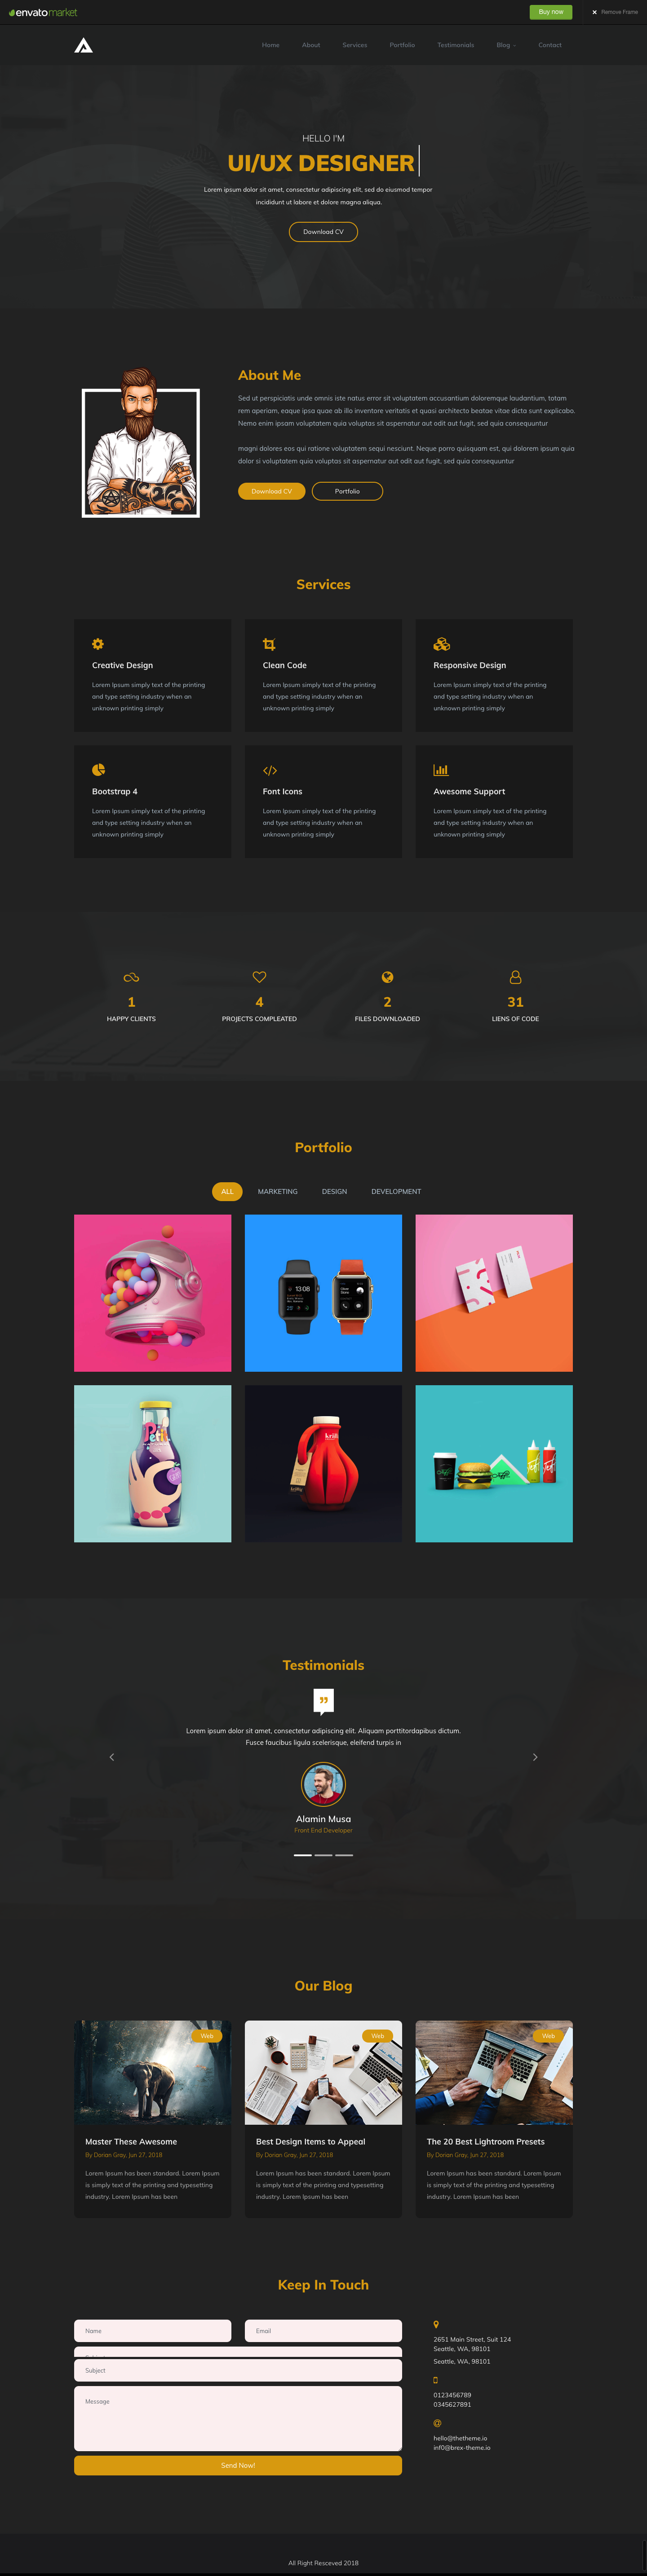 envato market
Buy now
Remove Frame
Home About Services Portfolio Testimonials Blog Contact
HELLO I'M
UI/UX DESIGNER
Lorem ipsum dolor sit amet, consectetur adipiscing elit, sed do eiusmod tempor
incididunt ut labore et dolore magna aliqua.
Download CV
About Me
Sed ut perspiciatis unde omnis iste natus error sit voluptatem accusantium doloremque laudantium, totam
rem aperiam, eaque ipsa quae ab illo inventore veritatis et quasi architecto beatae vitae dicta sunt explicabo.
Nemo enim ipsam voluptatem quia voluptas sit aspernatur aut odit aut fugit, sed quia consequuntur
magni dolores eos qui ratione voluptatem sequi nesciunt. Neque porro quisquam est, qui dolorem ipsum quia
dolor si voluptatem quia voluptas sit aspernatur aut odit aut fugit, sed quia consequuntur
Download CV
Portfolio
Services
Creative Design
Lorem Ipsum simply text of the printing
and type setting industry when an
unknown printing simply
Clean Code
Lorem Ipsum simply text of the printing
and type setting industry when an
unknown printing simply
Responsive Design
Lorem Ipsum simply text of the printing
and type setting industry when an
unknown printing simply
Bootstrap 4
Lorem Ipsum simply text of the printing
and type setting industry when an
unknown printing simply
Font Icons
Lorem Ipsum simply text of the printing
and type setting industry when an
unknown printing simply
Awesome Support
Lorem Ipsum simply text of the printing
and type setting industry when an
unknown printing simply
1
HAPPY CLIENTS
4
PROJECTS COMPLEATED
2
FILES DOWNLOADED
31
LIENS OF CODE
Portfolio
ALL MARKETING DESIGN DEVELOPMENT
13:08
Petit
Testimonials
Lorem ipsum dolor sit amet, consectetur adipiscing elit. Aliquam porttitordapibus dictum.
Fusce faucibus ligula scelerisque, eleifend turpis in
Alamin Musa
Front End Developer
Our Blog
Web
Master These Awesome
By Dorian Gray, Jun 27, 2018
Lorem Ipsum has been standard. Lorem Ipsum
is simply text of the printing and typesetting
industry. Lorem Ipsum has been
Web
Best Design Items to Appeal
By Dorian Gray, Jun 27, 2018
Lorem Ipsum has been standard. Lorem Ipsum
is simply text of the printing and typesetting
industry. Lorem Ipsum has been
Web
The 20 Best Lightroom Presets
By Dorian Gray, Jun 27, 2018
Lorem Ipsum has been standard. Lorem Ipsum
is simply text of the printing and typesetting
industry. Lorem Ipsum has been
Keep In Touch
Name
Email
Subject
Message
Send Now!
2651 Main Street, Suit 124
Seattle, WA, 98101
Seattle, WA, 98101
0123456789
0345627891
hello@thetheme.io
inf0@brex-theme.io
All Right Resceved 2018